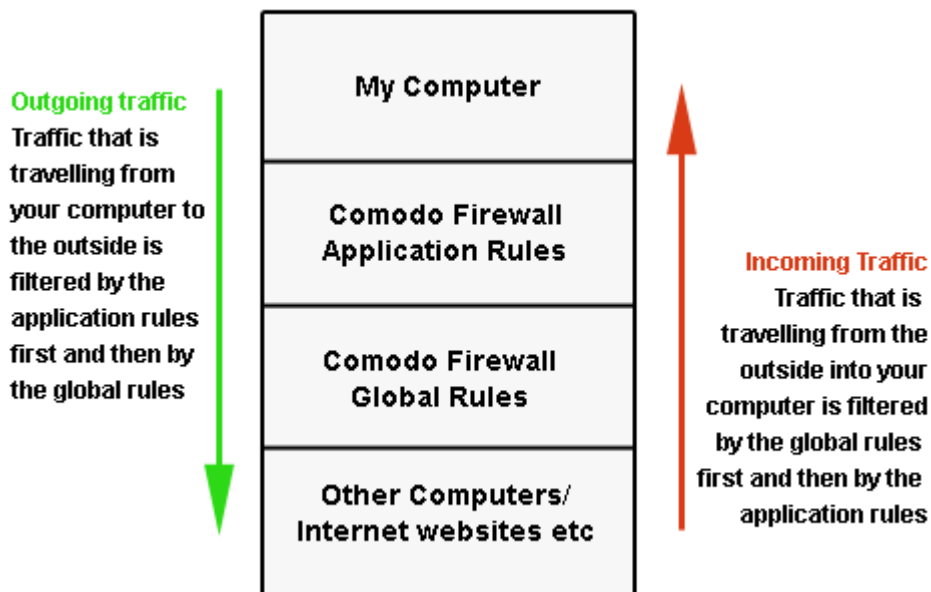 Outgoing traffic
Traffic that is
travelling from
your computer to
the outside is
filtered by the
application rules
first and then by
the global rules
My Computer
Comodo Firewall
Application Rules
Comodo Firewall
Global Rules
Other Computers/
Internet websites etc
Incoming Traffic
Traffic that is
travelling from the
outside into your
computer is filtered
by the global rules
first and then by the
application rules